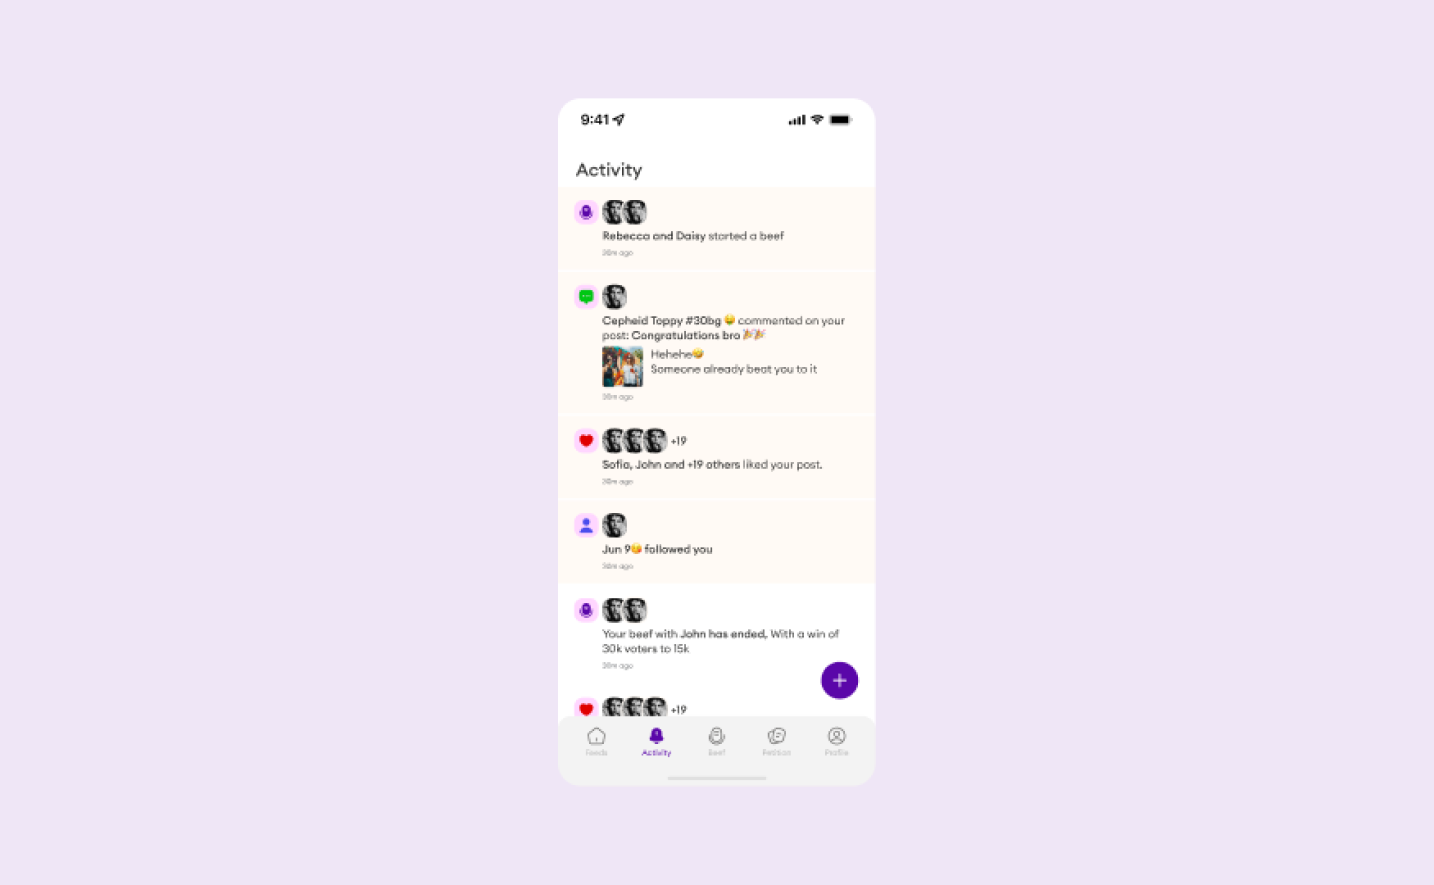 9:41
Activity
Rebecca and Daisy started a beef
30m ago
Cepheid Toppy #30bg 😄 commented on your
post: Congratulations bro 🎉🎉
Hehehe🤣
Someone already beat you to it
30m ago
+19
Sofia, John and +19 others liked your post.
30m ago
Jun 9😘 followed you
30m ago
Your beef with John has ended, With a win of
30k voters to 15k
30m ago
+19
Feeds
Activity
Beef
Petition
Profile